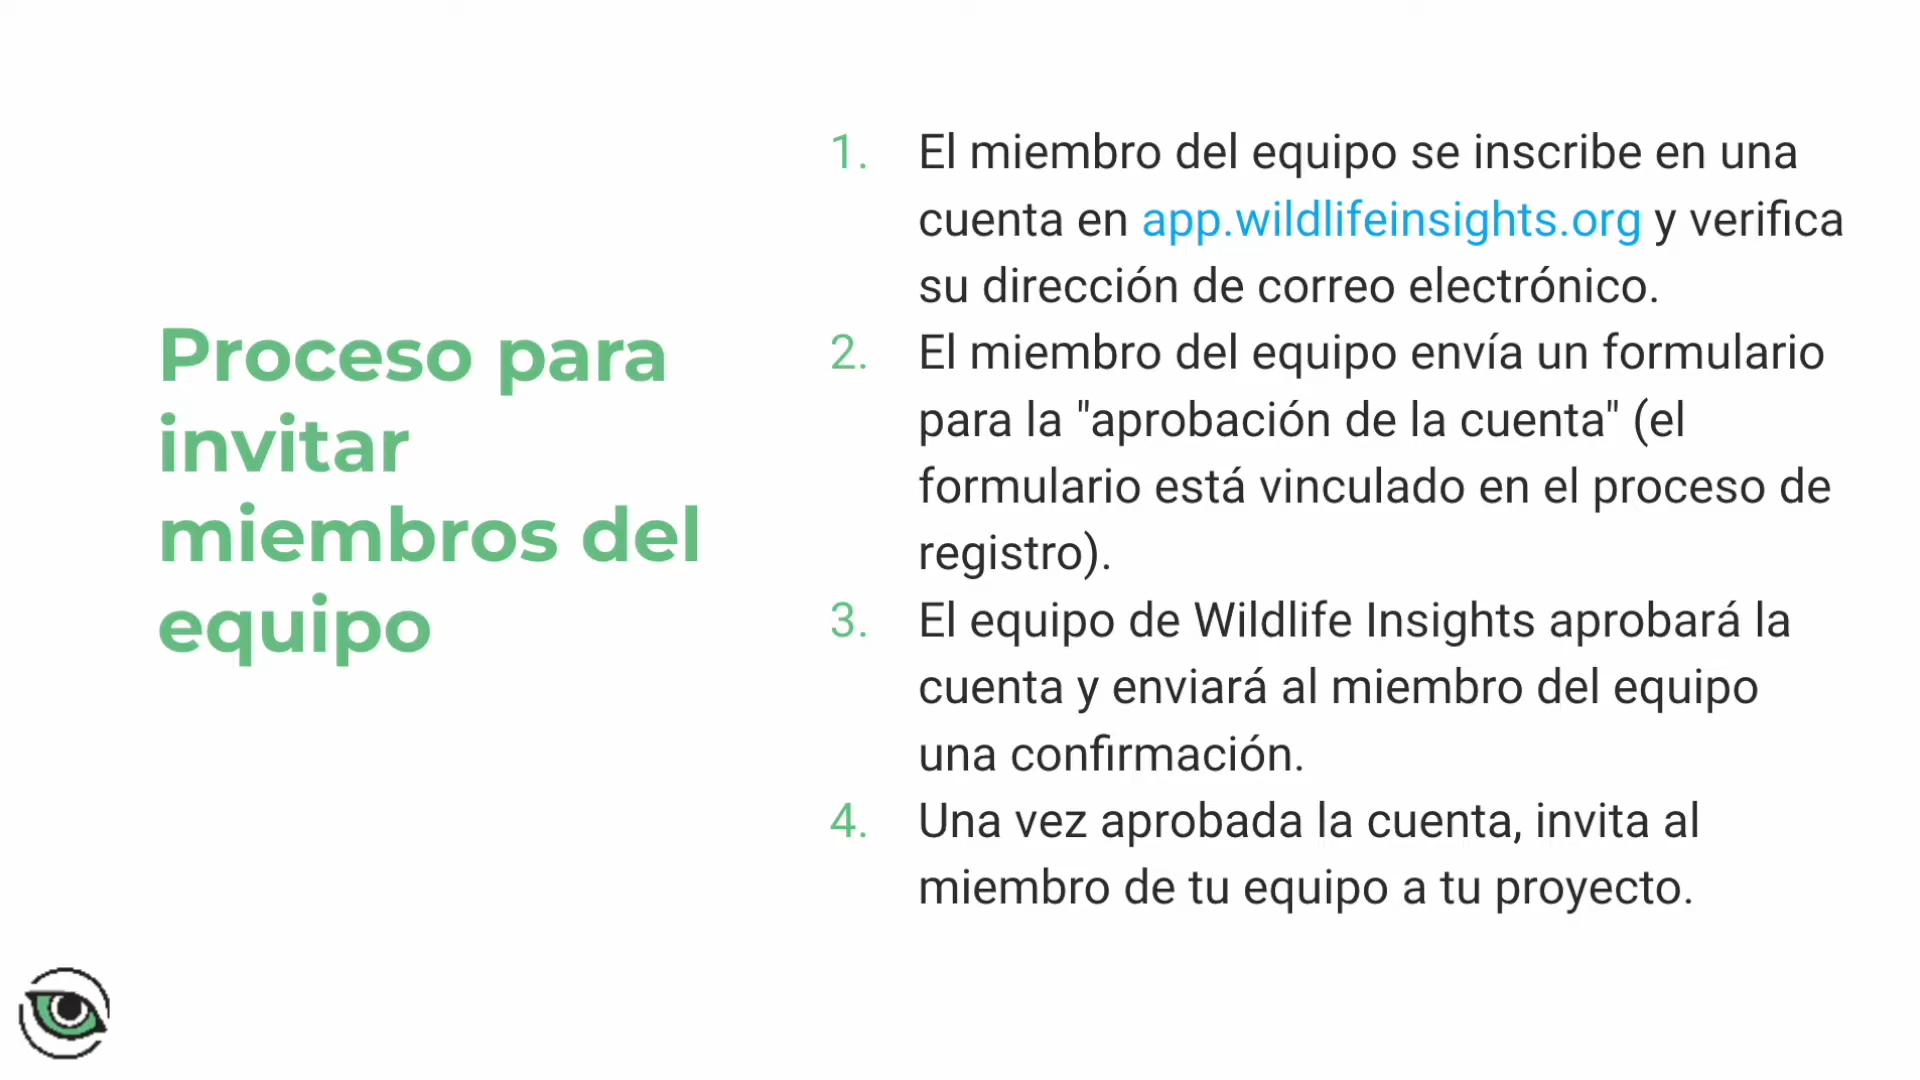 Proceso para
invitar
miembros del
equipo
1. El miembro del equipo se inscribe en una
cuenta en app.wildlifeinsights.org y verifica
su dirección de correo electrónico.
2. El miembro del equipo envía un formulario
para la "aprobación de la cuenta" (el
formulario está vinculado en el proceso de
registro).
3. El equipo de Wildlife Insights aprobará la
cuenta y enviará al miembro del equipo
una confirmación.
4. Una vez aprobada la cuenta, invita al
miembro de tu equipo a tu proyecto.